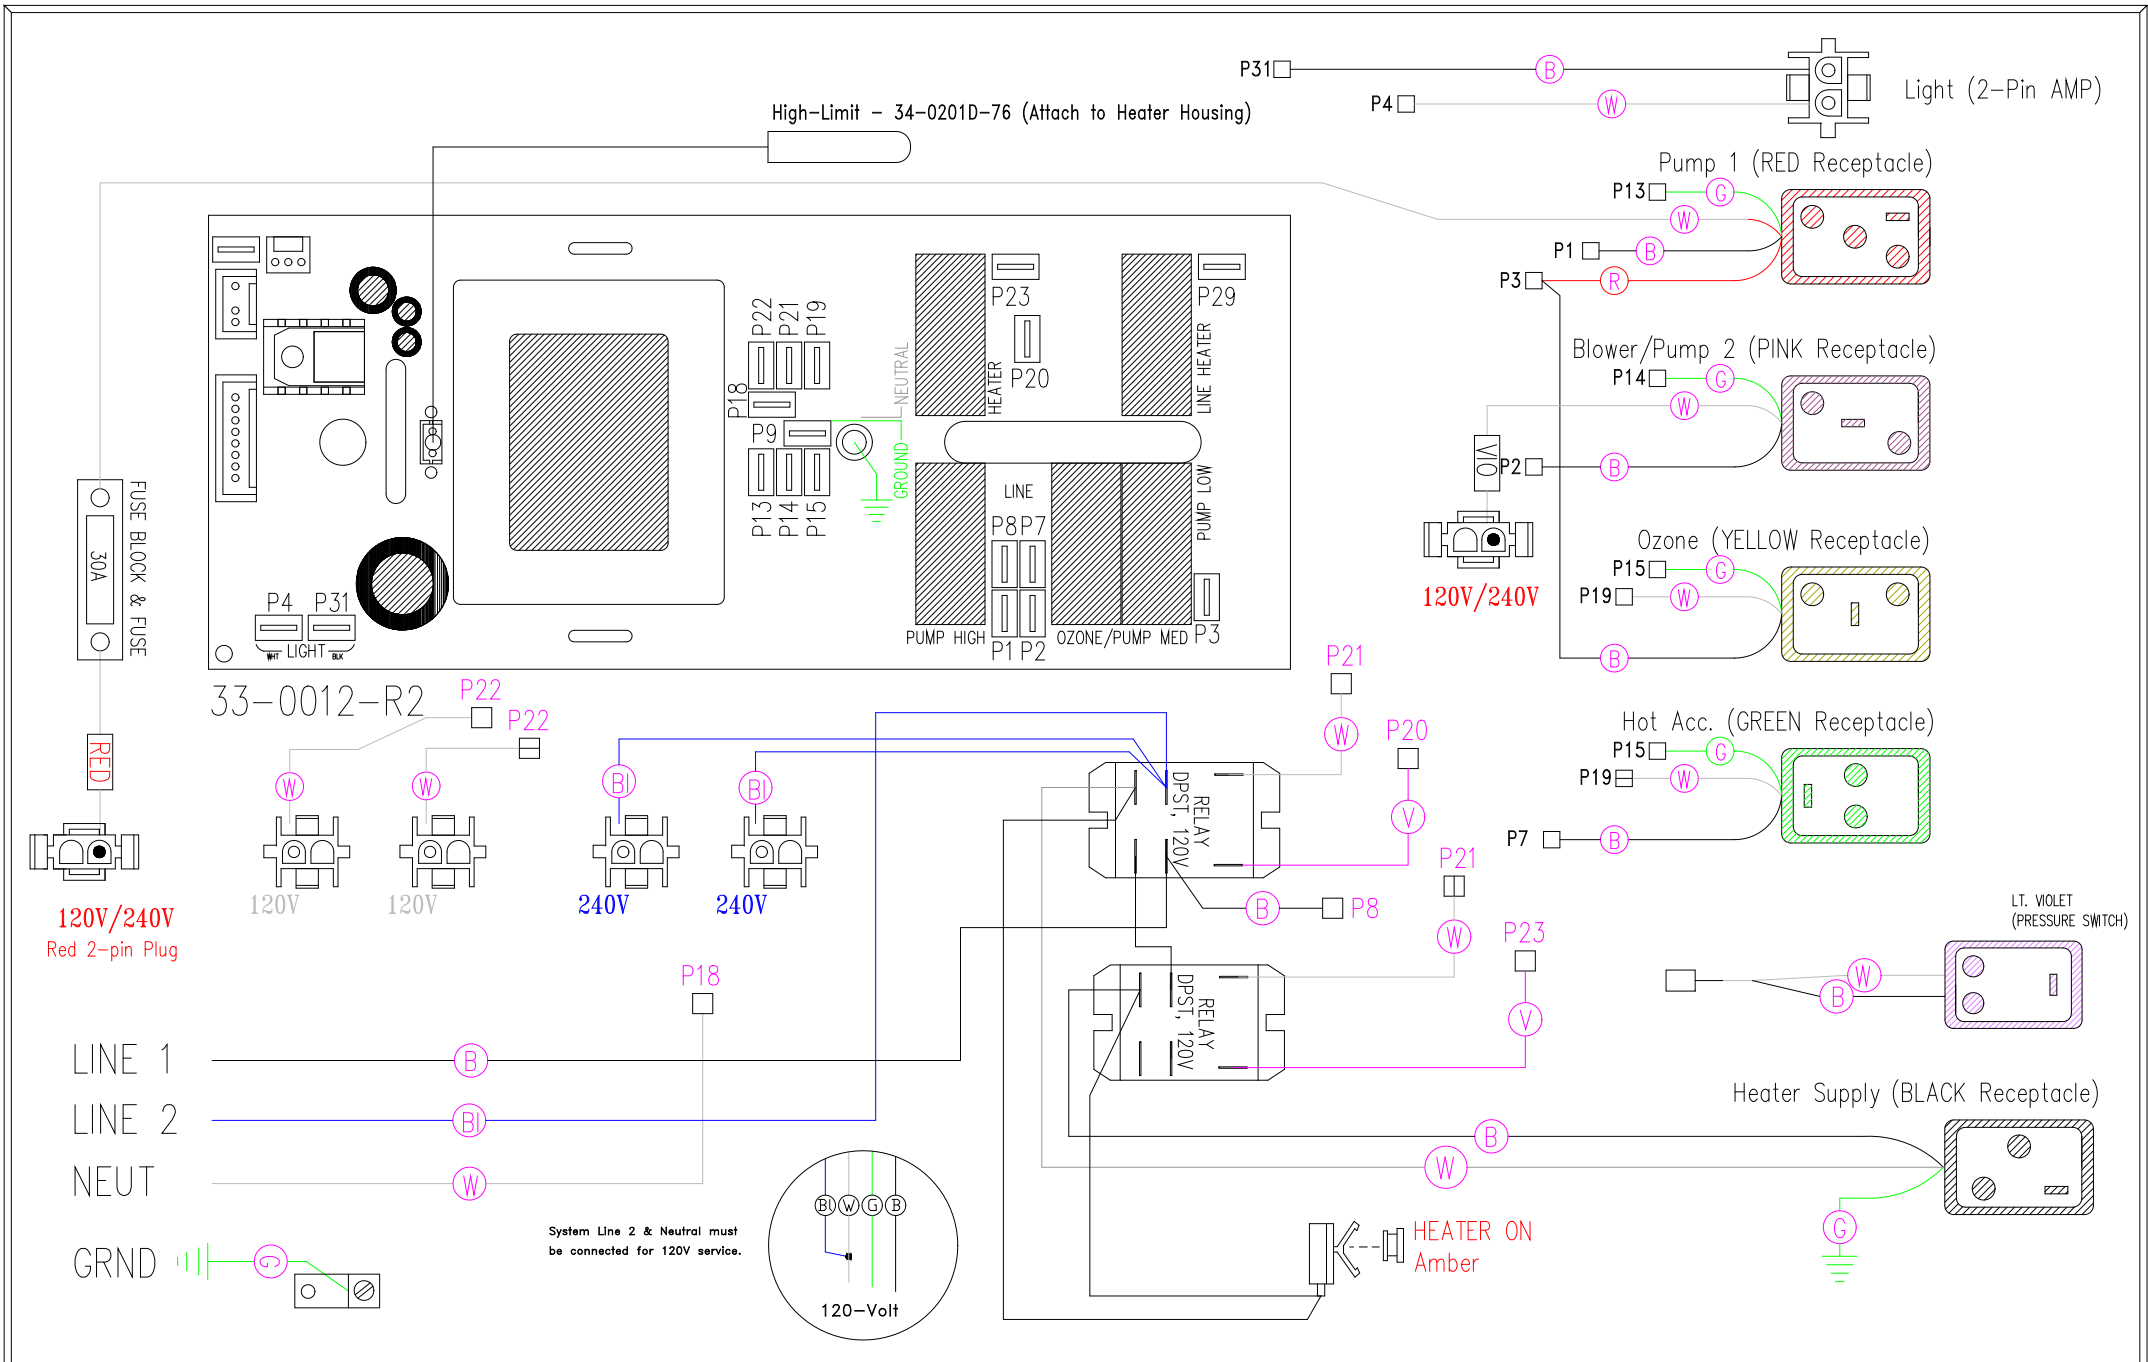 P31
B
P4
W
Light (2-Pin AMP)
High-Limit - 34-0201D-76 (Attach to Heater Housing)
Pump 1 (RED Receptacle)
P13
G
W
P1
B
P3
R
Blower/Pump 2 (PINK Receptacle)
P14
G
W
VIO
P2
B
120V/240V
Ozone (YELLOW Receptacle)
P15
G
P19
W
B
Hot Acc. (GREEN Receptacle)
P15
G
P19
W
P7
B
LT. VIOLET
(PRESSURE SWITCH)
W
B
Heater Supply (BLACK Receptacle)
B
W
G
P23
P29
P22
P21
P19
P20
NEUTRAL
HEATER
LINE HEATER
P18
P9
GROUND
P13
P14
P15
LINE
P8
P7
PUMP LOW
PUMP HIGH
P1
P2
OZONE/PUMP MED
P3
P4
P31
WHT
LIGHT
BLK
33-0012-R2
FUSE BLOCK & FUSE
30A
RED
120V/240V
Red 2-pin Plug
P22
P22
W
W
Bl
Bl
120V
120V
240V
240V
P21
W
P20
V
RELAY
DPST, 120V
B
P8
P21
W
P23
V
RELAY
DPST, 120V
P18
LINE 1
B
LINE 2
Bl
NEUT
W
GRND
G
System Line 2 & Neutral must
be connected for 120V service.
Bl
W
G
B
120-Volt
HEATER ON
Amber